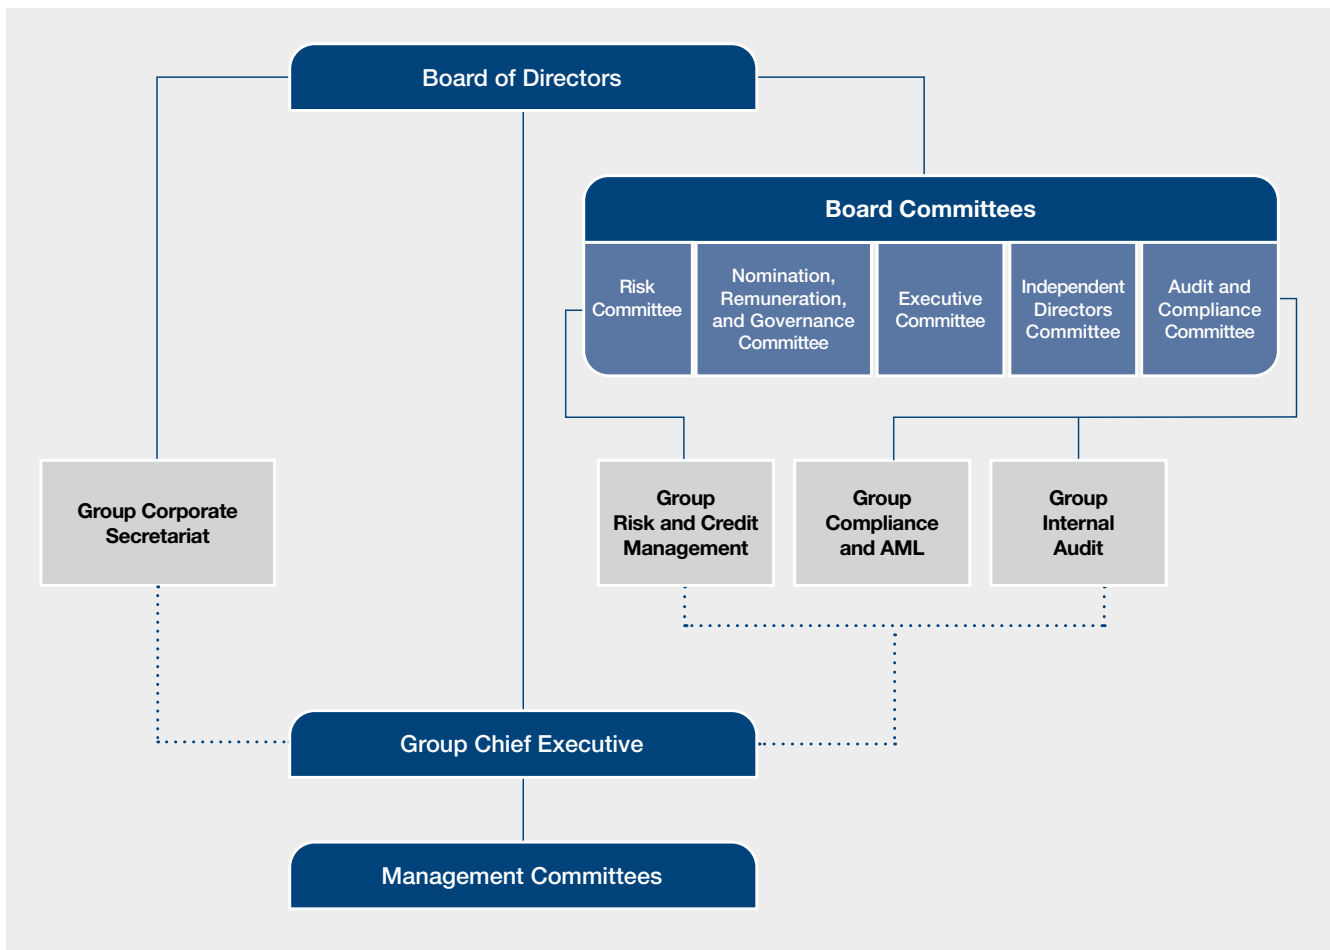 Board of Directors
Board Committees
Risk
Committee
Nomination,
Remuneration,
and Governance
Committee
Executive
Committee
Independent
Directors
Committee
Audit and
Compliance
Committee
Group Corporate
Secretariat
Group
Risk and Credit
Management
Group
Compliance
and AML
Group
Internal
Audit
Group Chief Executive
Management Committees